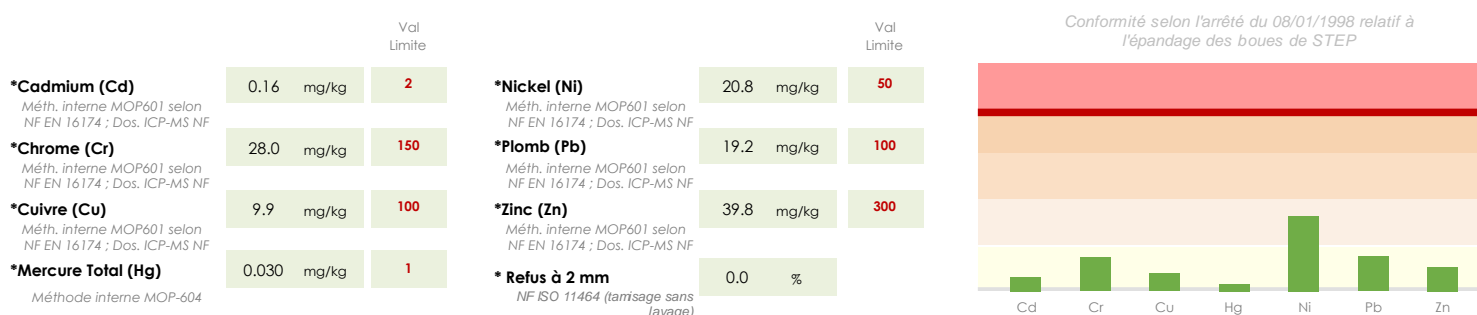 Val
Limite
*Cadmium (Cd) 0.16 mg/kg 2
Méth. interne MOP601 selon
NF EN 16174 ; Dos. ICP-MS NF
*Chrome (Cr) 28.0 mg/kg 150
Méth. interne MOP601 selon
NF EN 16174 ; Dos. ICP-MS NF
*Cuivre (Cu) 9.9 mg/kg 100
Méth. interne MOP601 selon
NF EN 16174 ; Dos. ICP-MS NF
*Mercure Total (Hg) 0.030 mg/kg 1
Méthode interne MOP-604
Val
Limite
*Nickel (Ni) 20.8 mg/kg 50
Méth. interne MOP601 selon
NF EN 16174 ; Dos. ICP-MS NF
*Plomb (Pb) 19.2 mg/kg 100
Méth. interne MOP601 selon
NF EN 16174 ; Dos. ICP-MS NF
*Zinc (Zn) 39.8 mg/kg 300
Méth. interne MOP601 selon
NF EN 16174 ; Dos. ICP-MS NF
* Refus à 2 mm 0.0 %
NF ISO 11464 (tamisage sans
lavage)
Conformité selon l'arrêté du 08/01/1998 relatif à
l'épandage des boues de STEP
Cd Cr Cu Hg Ni Pb Zn